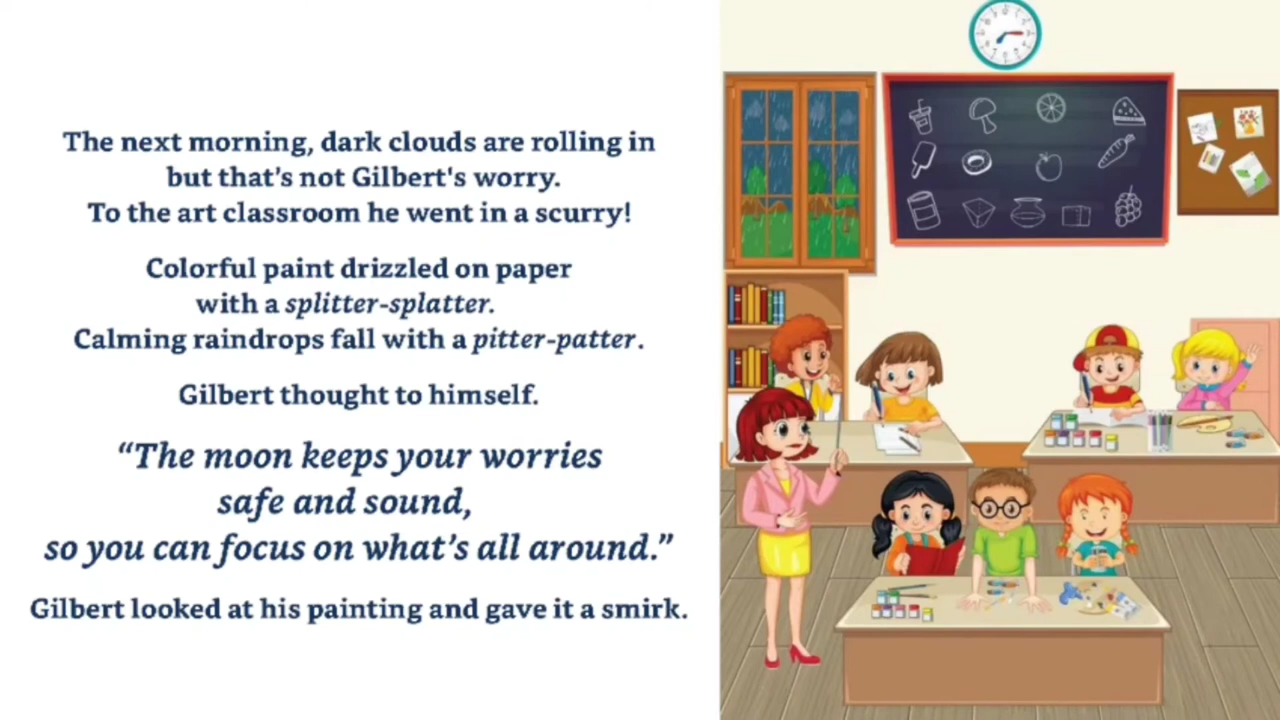 The next morning, dark clouds are rolling in
but that's not Gilbert's worry.
To the art classroom he went in a scurry!
Colorful paint drizzled on paper
with a splitter-splatter.
Calming raindrops fall with a pitter-patter.
Gilbert thought to himself.
“The moon keeps your worries
safe and sound,
so you can focus on what’s all around.”
Gilbert looked at his painting and gave it a smirk.